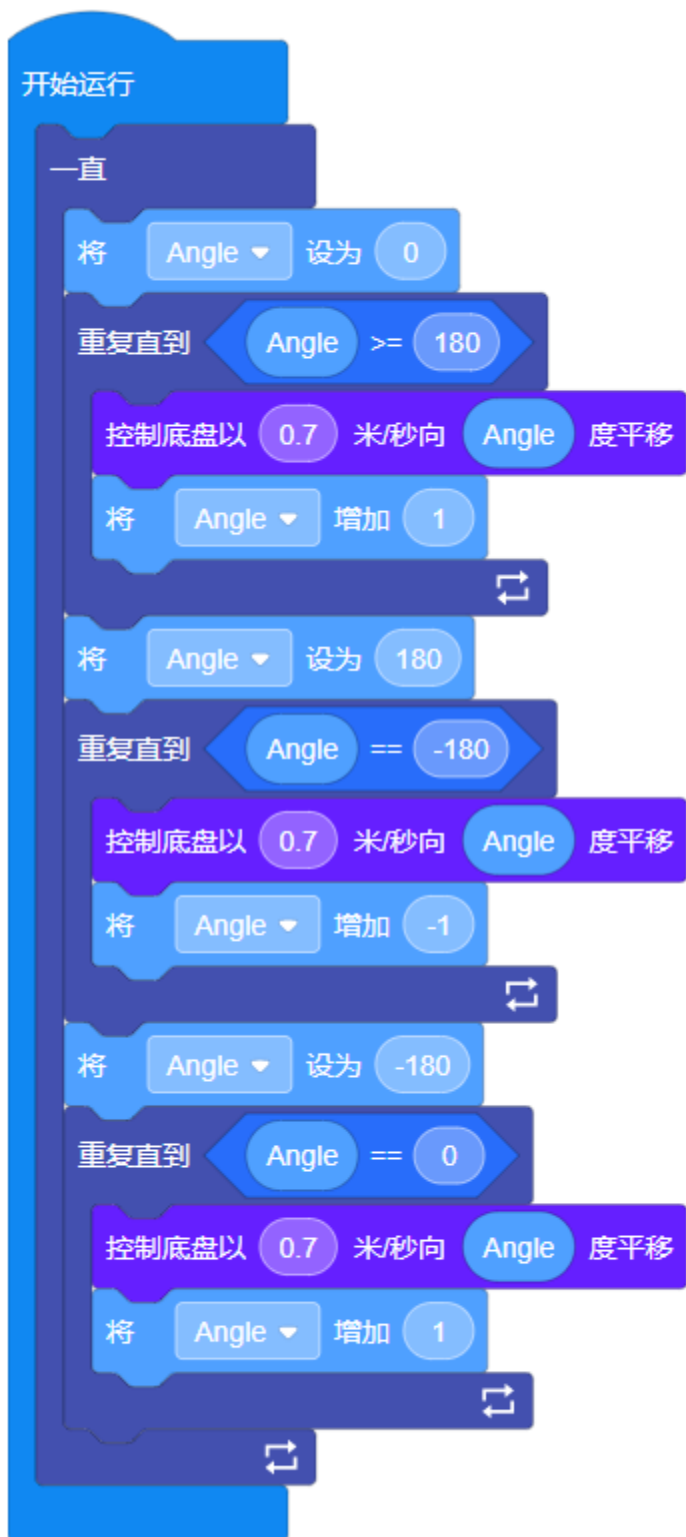 开始运行
一直
将 Angle 设为 0
重复直到 Angle >= 180
控制底盘以 0.7 米/秒向 Angle 度平移
将 Angle 增加 1
将 Angle 设为 180
重复直到 Angle == -180
控制底盘以 0.7 米/秒向 Angle 度平移
将 Angle 增加 -1
将 Angle 设为 -180
重复直到 Angle == 0
控制底盘以 0.7 米/秒向 Angle 度平移
将 Angle 增加 1